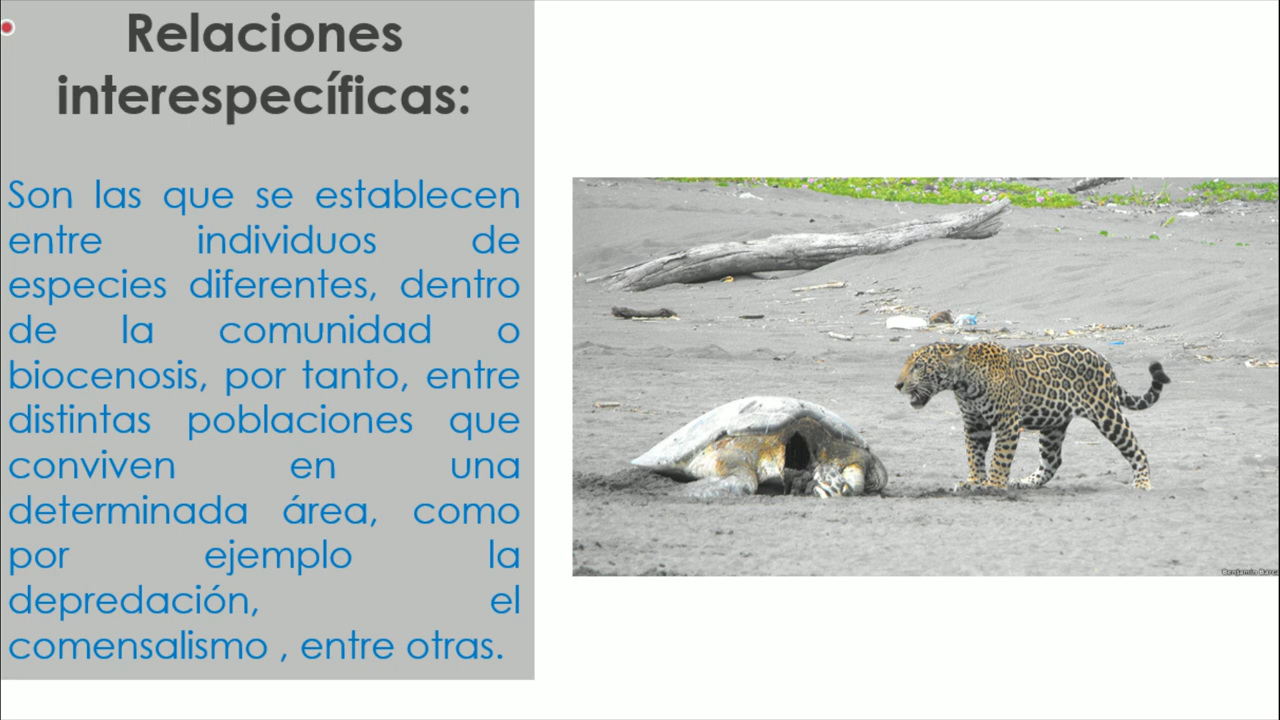 Relaciones
interespecíficas:
Son las que se establecen
entre individuos de
especies diferentes, dentro
de la comunidad o
biocenosis, por tanto, entre
distintas poblaciones que
conviven en una
determinada área, como
por ejemplo la
depredación, el
comensalismo , entre otras.